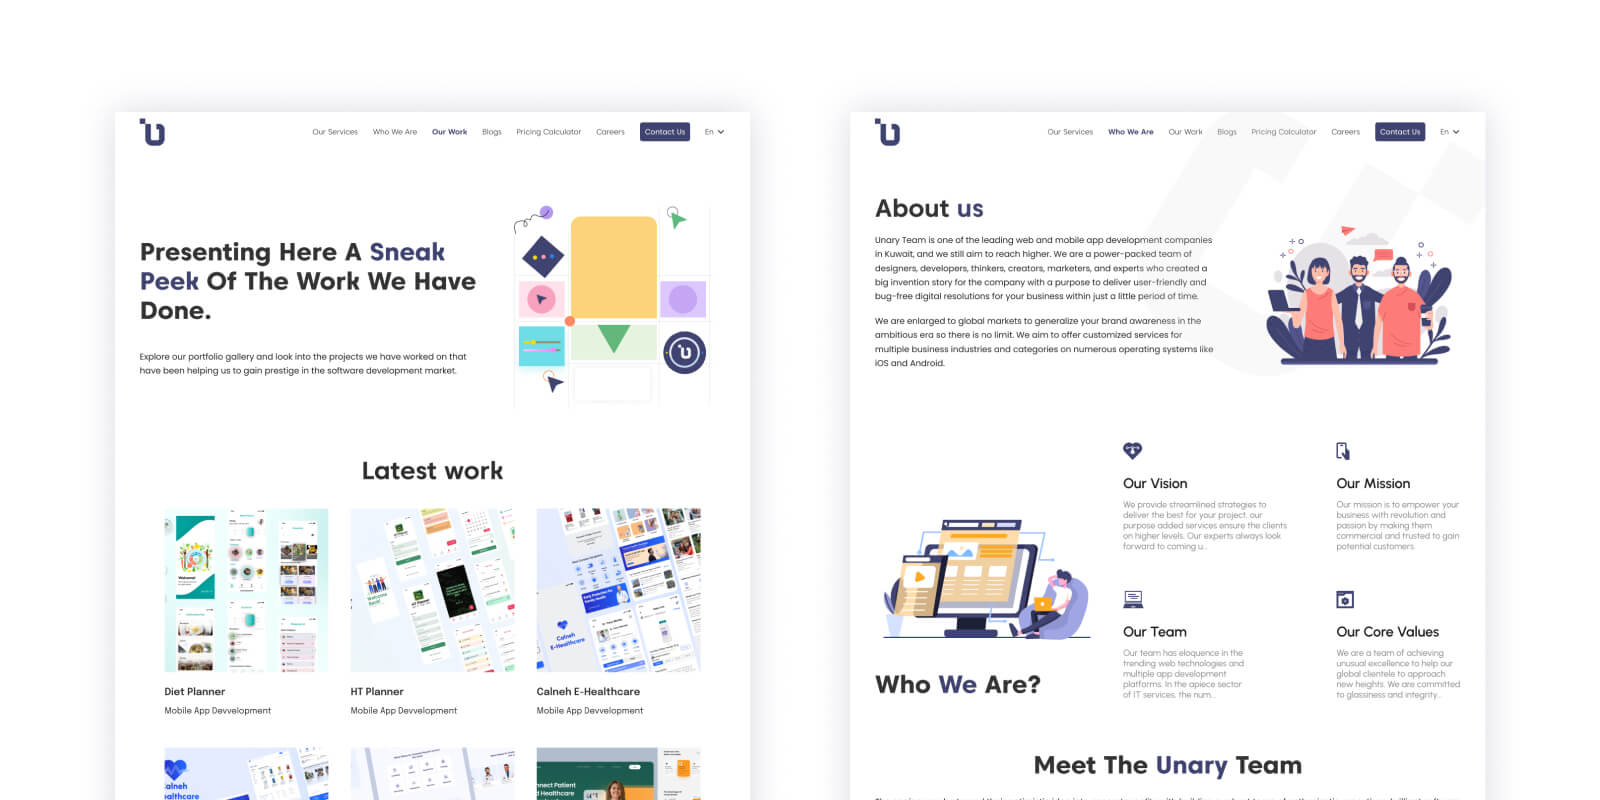 Our Services Who We Are Our Work Blogs Pricing Calculator Careers Contact Us En
Presenting Here A Sneak
Peek Of The Work We Have
Done.
Explore our portfolio gallery and look into the projects we have worked on that
have been helping us to gain prestige in the software development market.
Latest work
Welcome!
Calneh
E-Healthcare
Diet Planner
Mobile App Devvelopment
HT Planner
Mobile App Devvelopment
Calneh E-Healthcare
Mobile App Devvelopment
Calneh
ealthcare
nnect Patient
Our Services Who We Are Our Work Blogs Pricing Calculator Careers Contact Us En
About us
Unary Team is one of the leading web and mobile app development companies
in Kuwait, and we still aim to reach higher. We are a power-packed team of
designers, developers, thinkers, creators, marketers, and experts who created a
big invention story for the company with a purpose to deliver user-friendly and
bug-free digital resolutions for your business within just a little period of time.
We are enlarged to global markets to generalize your brand awareness in the
ambitious era so there is no limit. We aim to offer customized services for
multiple business industries and categories on numerous operating systems like
iOS and Android.
Who We Are?
Our Vision
We provide streamlined strategies to
deliver the best for your project. our
purpose added services ensure the clients
on higher levels. Our experts always look
forward to coming u...
Our Mission
Our mission is to empower your
business with revolution and
passion by making them
commercial and trusted to gain
potential customers.
Our Team
Our team has eloquence in the
trending web technologies and
multiple app development
platforms. In the apiece sector
of IT services, the num...
Our Core Values
We are a team of achieving
unusual excellence to help our
global clientele to approach
new heights. We are committed
to glassiness and integrity...
Meet The Unary Team